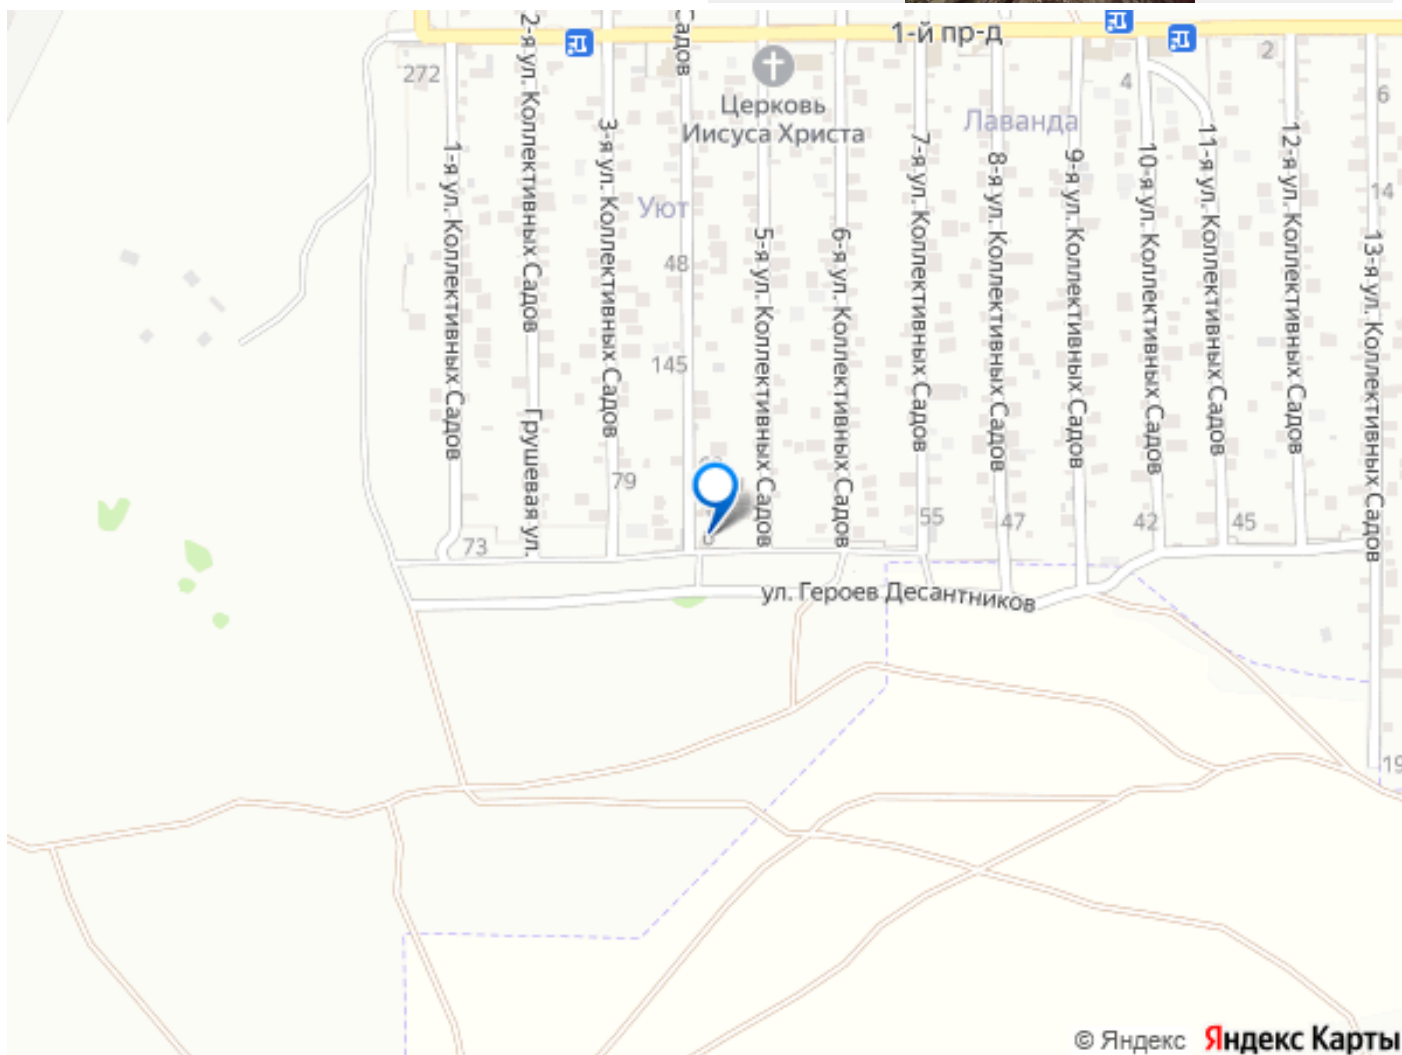 1-й пр-д
Садов
2-я ул. Коллективных Садов
272
Церковь
Иисуса Христа
Лаванда
4
2
6
14
1-я ул. Коллективных Садов
3-я ул. Коллективных Садов
Уют
48
145
5-я ул. Коллективных Садов
6-я ул. Коллективных Садов
7-я ул. Коллективных Садов
8-я ул. Коллективных Садов
9-я ул. Коллективных Садов
10-я ул. Коллективных Садов
11-я ул. Коллективных Садов
12-я ул. Коллективных Садов
13-я ул. Коллективных Садов
Грушевая ул.
79
73
55
47
42
45
ул. Героев Десантников
19
© Яндекс Яндекс Карты